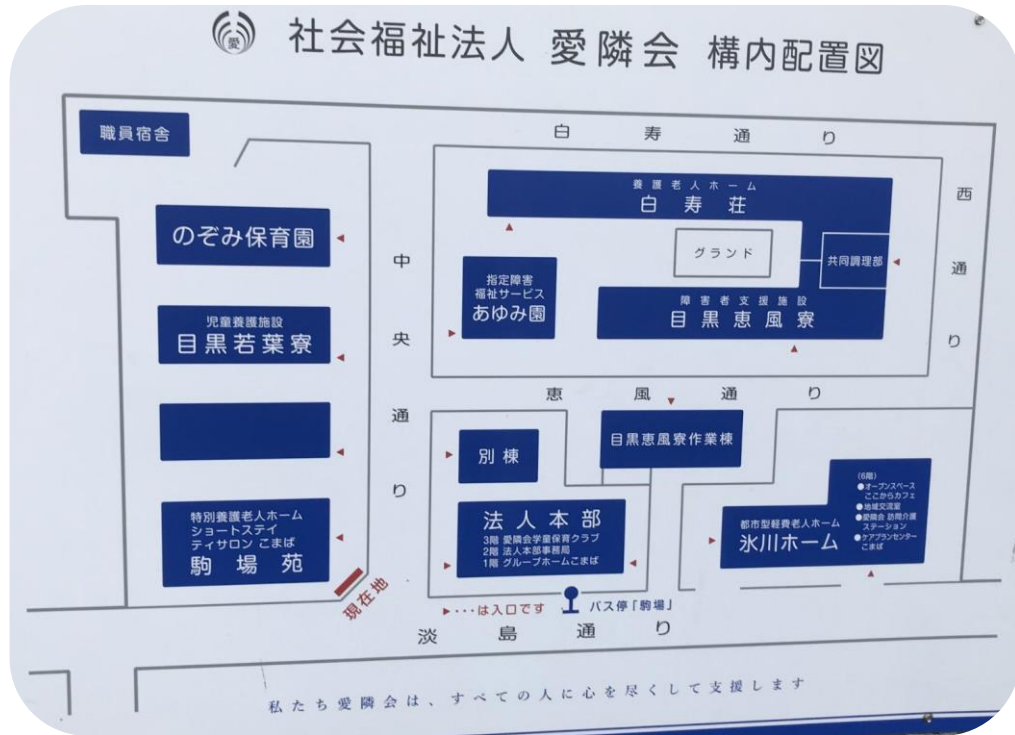 愛
社会福祉法人 愛隣会 構内配置図
職員宿舎
白寿通り
養護老人ホーム
白寿荘
西通り
のぞみ保育園
中央通り
グランド
共同調理部
指定障害
福祉サービス
あゆみ園
障害者支援施設
目黒恵風寮
児童養護施設
目黒若葉寮
恵風通り
別棟
目黒恵風寮作業棟
特別養護老人ホーム
ショートステイ
ティサロン こまば
駒場苑
法人本部
3階 愛隣会学童保育クラブ
2階 法人本部事務局
1階 グループホームこまば
都市型軽費老人ホーム
氷川ホーム
(6階)
●オープンスペース
ここからカフェ
●地域交流室
●愛隣会 訪問介護
ステーション
●ケアプランセンター
こまば
現在地
▶・・・は入口です
バス停「駒場」
淡島通り
私たち愛隣会は、すべての人に心を尽くして支援します